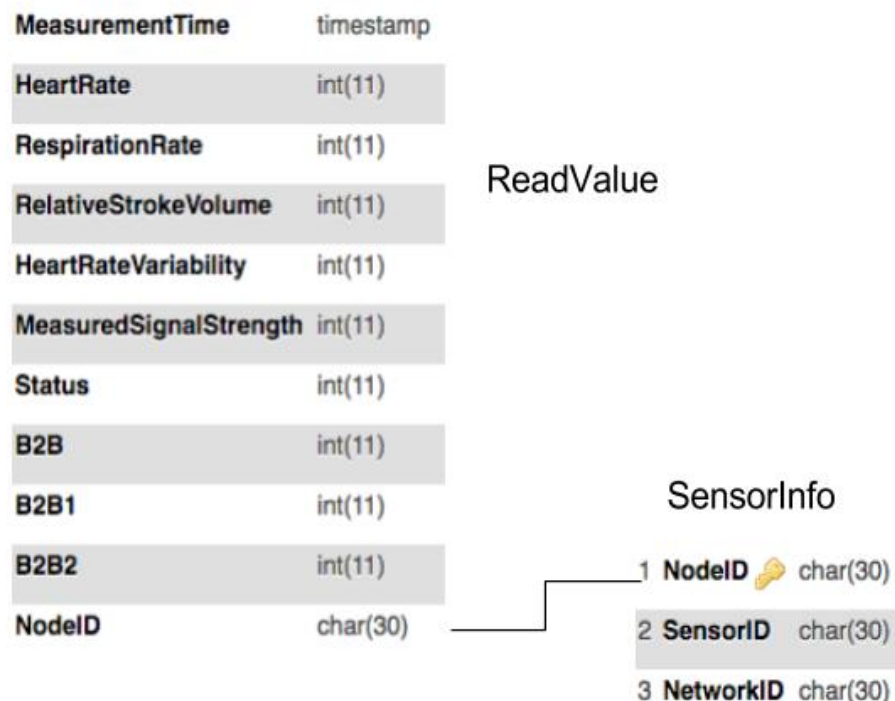 MeasurementTime timestamp
HeartRate int(11)
RespirationRate int(11)
ReadValue
RelativeStrokeVolume int(11)
HeartRateVariability int(11)
MeasuredSignalStrength int(11)
Status int(11)
B2B int(11)
B2B1 int(11)
B2B2 int(11)
NodeID char(30)
SensorInfo
1 NodeID char(30)
2 SensorID char(30)
3 NetworkID char(30)